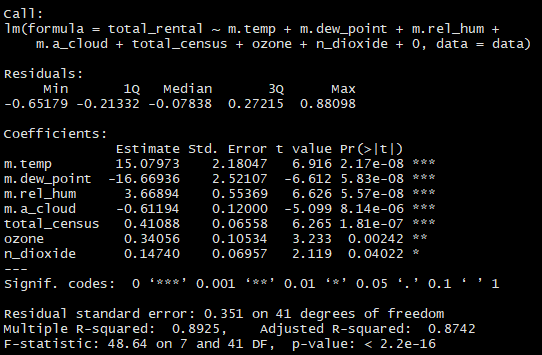 Call:
lm(formula = total_rental ~ m.temp + m.dew_point + m.rel_hum +
    m.a_cloud + total_census + ozone + n_dioxide + 0, data = data)

Residuals:
     Min       1Q   Median       3Q      Max
-0.65179 -0.21332 -0.07838  0.27215  0.88098

Coefficients:
              Estimate Std. Error t value Pr(>|t|)
m.temp        15.07973    2.18047   6.916 2.17e-08 ***
m.dew_point  -16.66936    2.52107  -6.612 5.83e-08 ***
m.rel_hum      3.66894    0.55369   6.626 5.57e-08 ***
m.a_cloud     -0.61194    0.12000  -5.099 8.14e-06 ***
total_census   0.41088    0.06558   6.265 1.81e-07 ***
ozone          0.34056    0.10534   3.233  0.00242 **
n_dioxide      0.14740    0.06957   2.119  0.04022 *
---
Signif. codes:  0 ‘***’ 0.001 ‘**’ 0.01 ‘*’ 0.05 ‘.’ 0.1 ‘ ’ 1

Residual standard error: 0.351 on 41 degrees of freedom
Multiple R-squared:  0.8925,    Adjusted R-squared:  0.8742
F-statistic: 48.64 on 7 and 41 DF,  p-value: < 2.2e-16